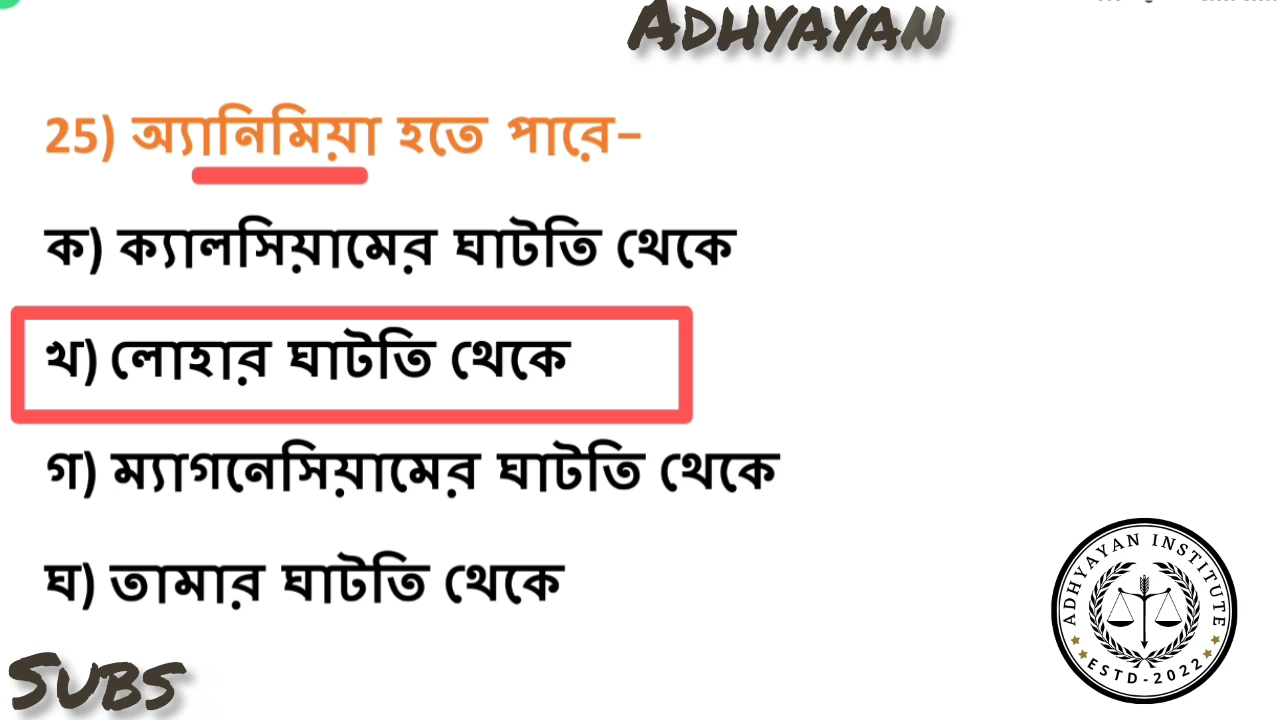 ADHYAYAN
25) অ্যানিমিয়া হতে পারে–
ক) ক্যালসিয়ামের ঘাটতি থেকে
খ) লোহার ঘাটতি থেকে
গ) ম্যাগনেসিয়ামের ঘাটতি থেকে
ঘ) তামার ঘাটতি থেকে
ADHYAYAN INSTITUTE
ESTD-2022
SUBS